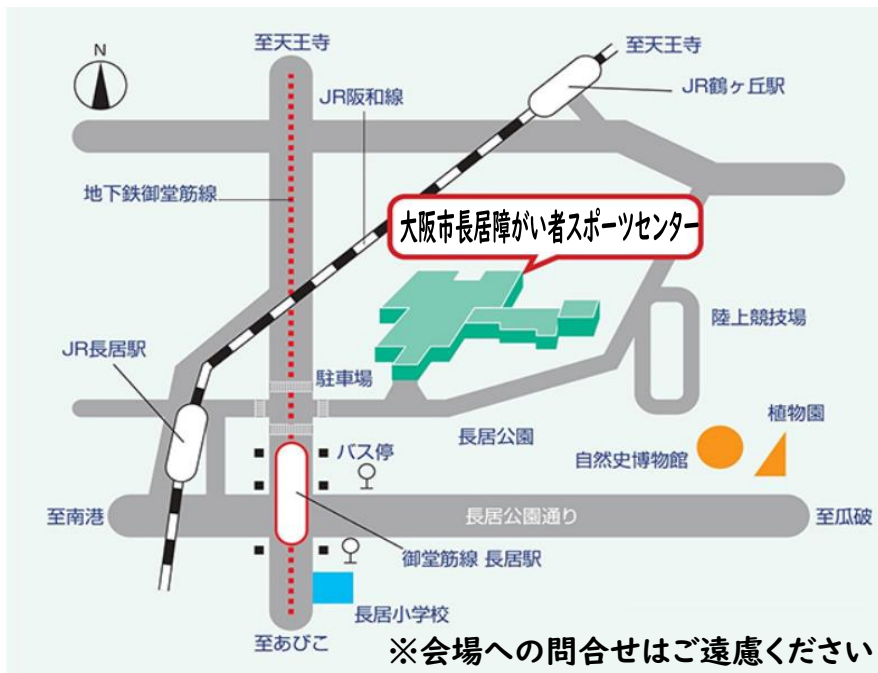 至天王寺
至天王寺
N
JR阪和線
JR鶴ヶ丘駅
地下鉄御堂筋線
大阪市長居障がい者スポーツセンター
陸上競技場
JR長居駅
駐車場
植物園
長居公園
バス停
自然史博物館
至南港
長居公園通り
至瓜破
御堂筋線 長居駅
長居小学校
至あびこ
※会場への問合せはご遠慮ください